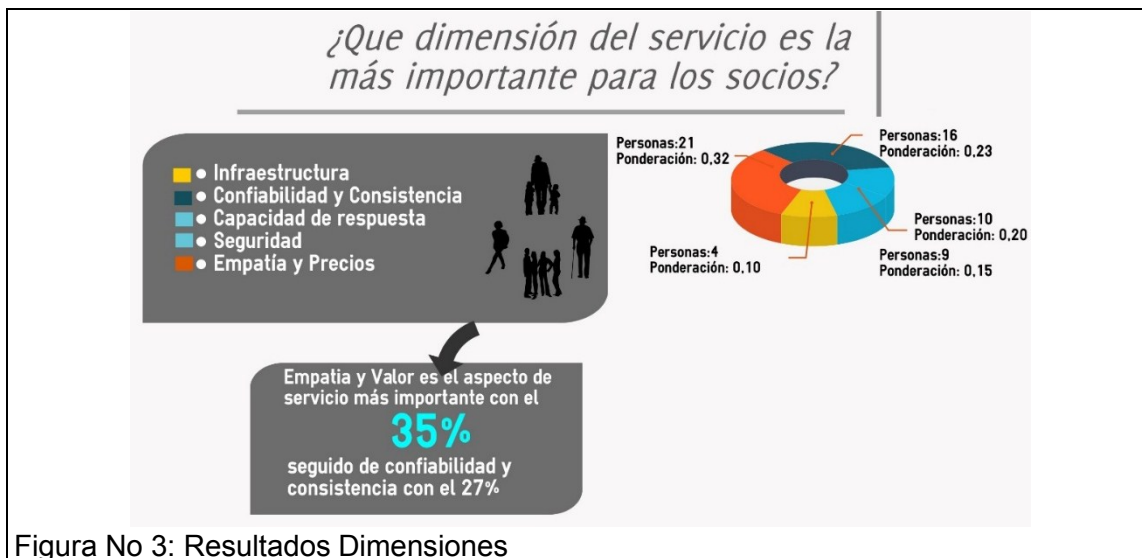 ¿Que dimensión del servicio es la
más importante para los socios?
● Infraestructura
● Confiabilidad y Consistencia
● Capacidad de respuesta
● Seguridad
● Empatía y Precios
Personas:21
Ponderación: 0,32
Personas:16
Ponderación: 0,23
Personas:10
Ponderación: 0,20
Personas:4
Ponderación: 0,10
Personas:9
Ponderación: 0,15
Empatia y Valor es el aspecto de
servicio más importante con el
35%
seguido de confiabilidad y
consistencia con el 27%
Figura No 3: Resultados Dimensiones